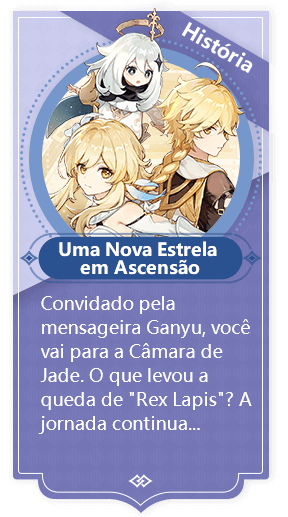 História
Uma Nova Estrela
em Ascensão
Convidado pela
mensageira Ganyu, você
vai para a Câmara de
Jade. O que levou a
queda de "Rex Lapis"? A
jornada continua...